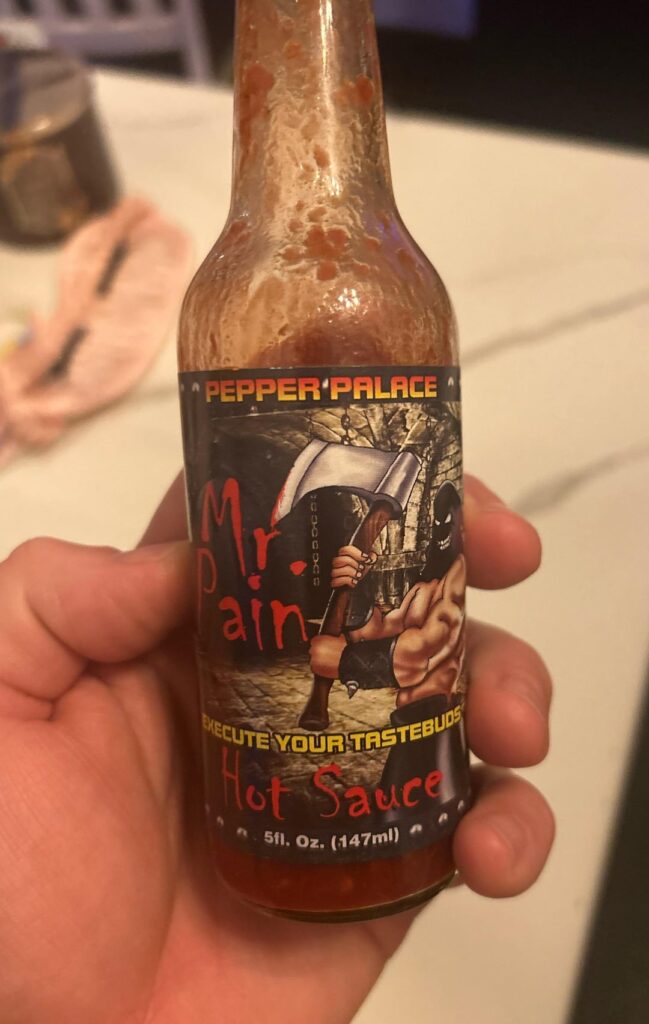 PEPPER PALACE
Mr.
Pain
EXECUTE YOUR TASTEBUDS
Hot Sauce
5fl. Oz. (147ml)